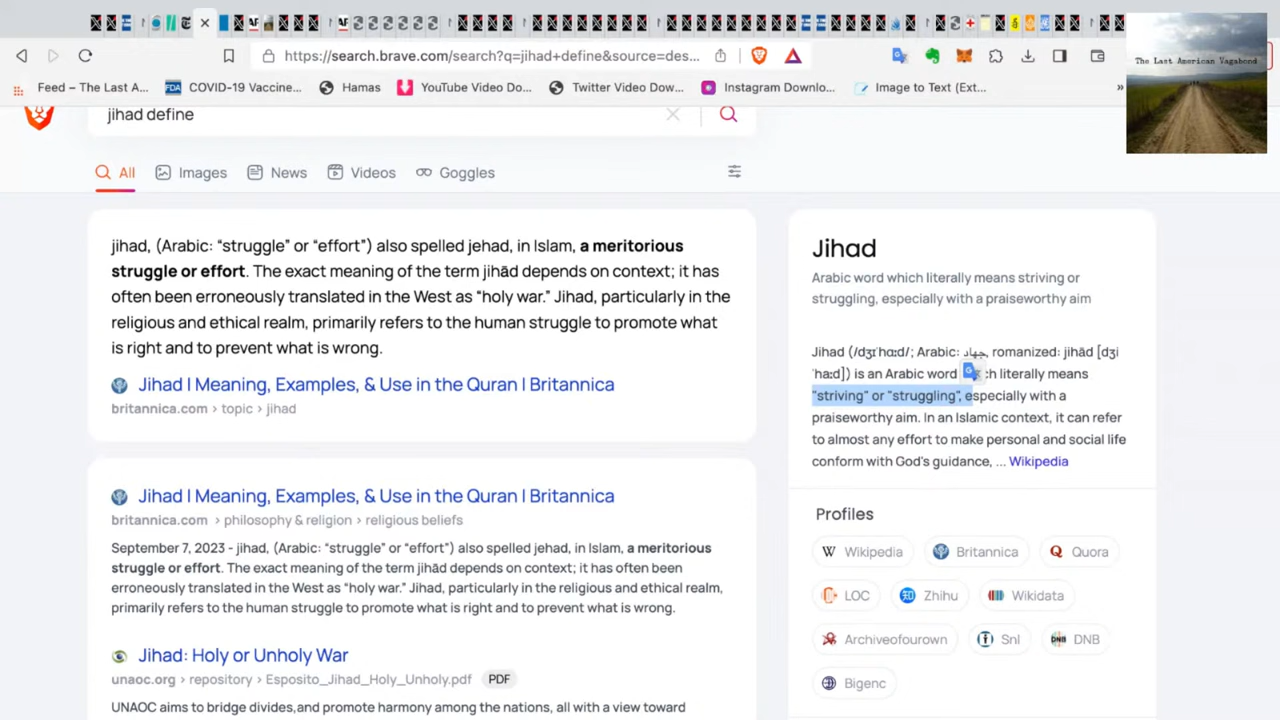 https://search.brave.com/search?q=jihad+define&source=des...
Feed – The Last A...
COVID-19 Vaccine...
Hamas
YouTube Video Do...
Twitter Video Dow...
Instagram Downloa...
Image to Text (Ext...
»
The Last American Vagabond
jihad define
All
Images
News
Videos
Goggles
jihad, (Arabic: “struggle” or “effort”) also spelled jehad, in Islam, a meritorious
struggle or effort. The exact meaning of the term jihād depends on context; it has
often been erroneously translated in the West as “holy war.” Jihad, particularly in the
religious and ethical realm, primarily refers to the human struggle to promote what
is right and to prevent what is wrong.
Jihad | Meaning, Examples, & Use in the Quran | Britannica
britannica.com › topic › jihad
Jihad | Meaning, Examples, & Use in the Quran | Britannica
britannica.com › philosophy & religion › religious beliefs
September 7, 2023 - jihad, (Arabic: “struggle” or “effort”) also spelled jehad, in Islam, a meritorious
struggle or effort. The exact meaning of the term jihād depends on context; it has often been
erroneously translated in the West as “holy war.” Jihad, particularly in the religious and ethical realm,
primarily refers to the human struggle to promote what is right and to prevent what is wrong.
Jihad: Holy or Unholy War
unaoc.org › repository › Esposito_Jihad_Holy_Unholy.pdf PDF
UNAOC aims to bridge divides,and promote harmony among the nations, all with a view toward
Jihad
Arabic word which literally means striving or
struggling, especially with a praiseworthy aim
Jihad (/dʒɪˈhɑːd/; Arabic: جهاد, romanized: jihād [dʒi
ˈhaːd]) is an Arabic word ch literally means
"striving" or "struggling", especially with a
praiseworthy aim. In an Islamic context, it can refer
to almost any effort to make personal and social life
conform with God's guidance, ... Wikipedia
Profiles
Wikipedia
Britannica
Quora
LOC
Zhihu
Wikidata
Archiveofourown
Snl
DNB
Bigenc